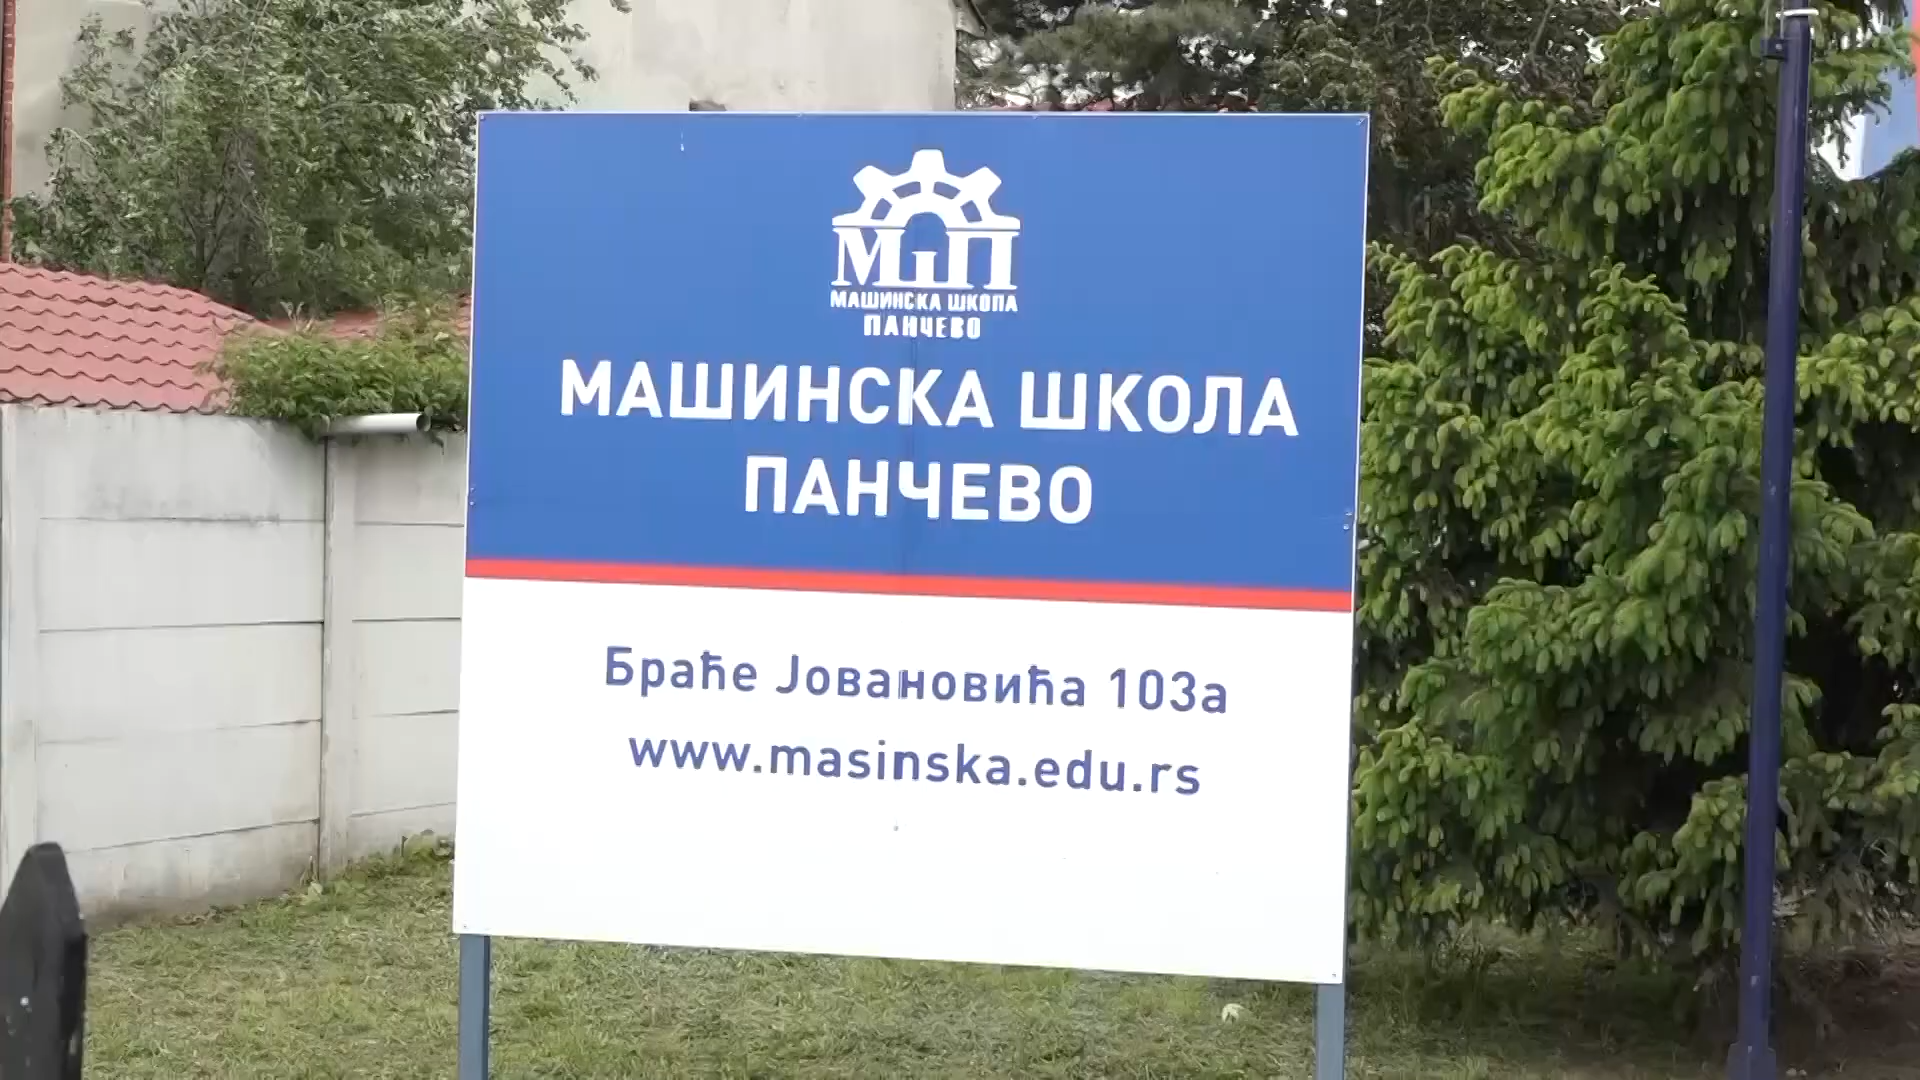 МШП
МАШИНСКА ШКОЛА
ПАНЧЕВО
МАШИНСКА ШКОЛА
ПАНЧЕВО
Браће Јовановића 103а
www.masinska.edu.rs